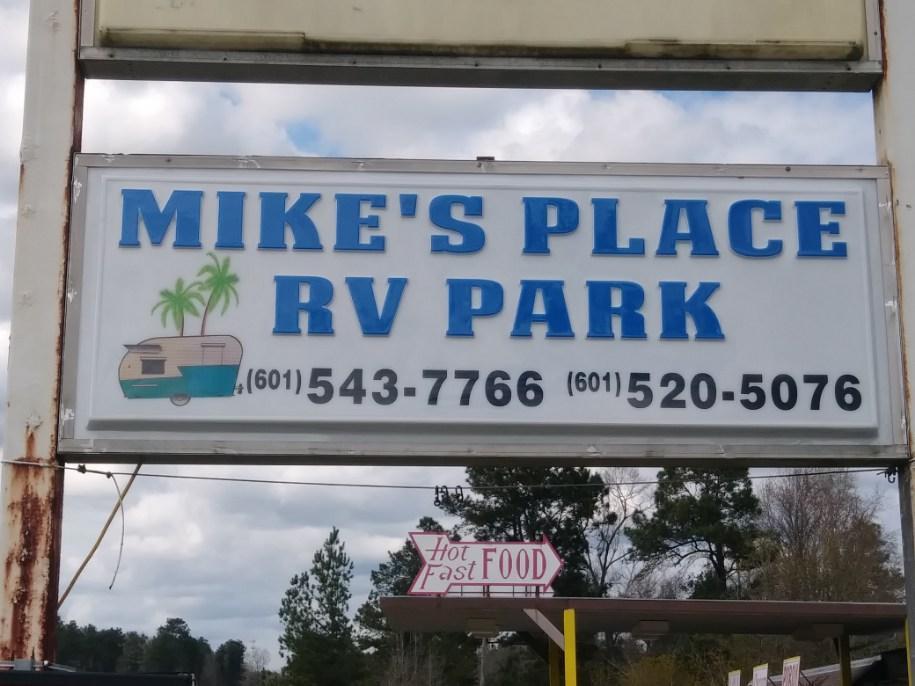 MIKE'S PLACE
RV PARK
(601) 543-7766 (601) 520-5076
Hot
Fast FOOD